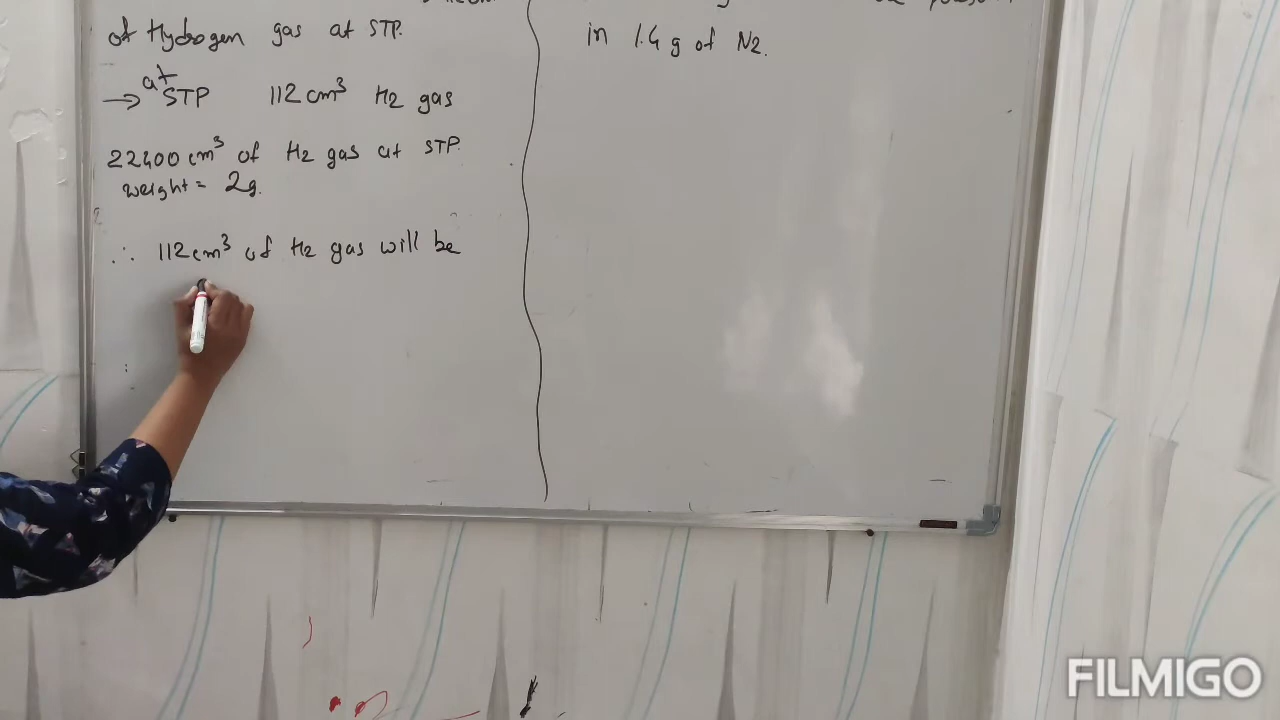 of Hydrogen gas at STP.
→ at STP 112 cm³ H2 gas
22400 cm³ of H2 gas at STP.
weight = 2g.
∴ 112 cm³ of H2 gas will be
in 1.4 g of N2.
FILMIGO